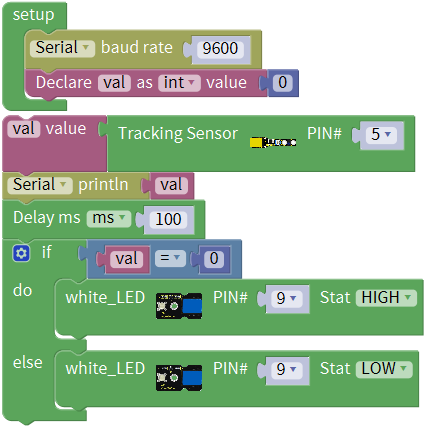 setup
Serial baud rate 9600
Declare val as int value 0
val value Tracking Sensor PIN# 5
Serial println val
Delay ms ms 100
if val = 0
do white_LED PIN# 9 Stat HIGH
else white_LED PIN# 9 Stat LOW